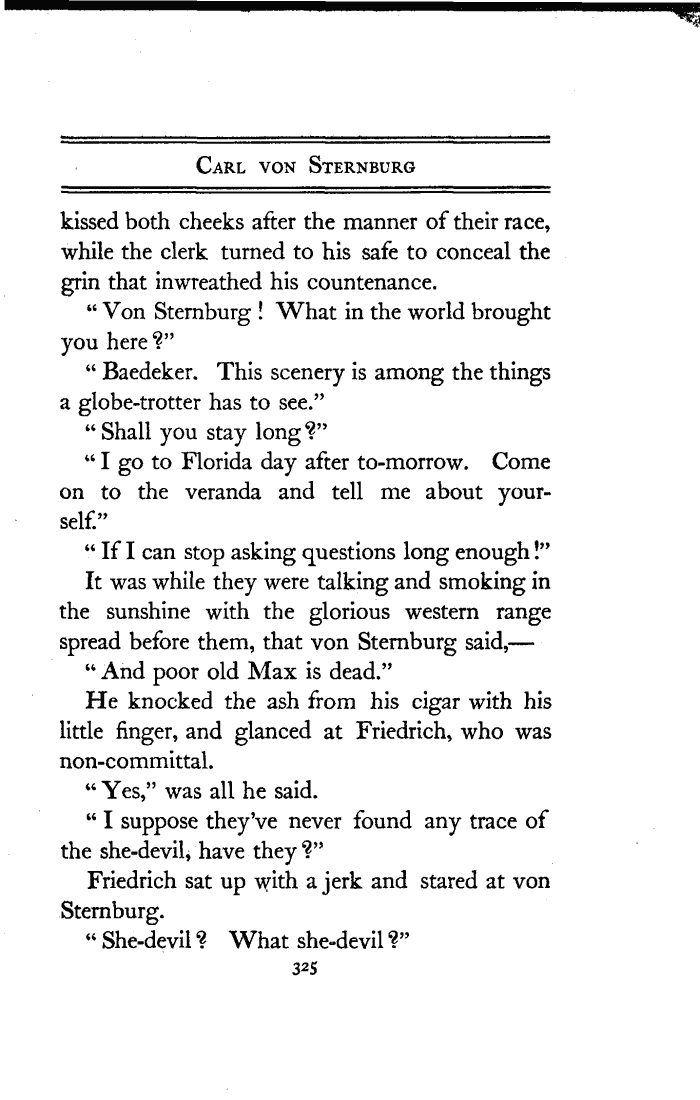 CARL VON STERNBURG
kissed both cheeks after the manner of their race,
while the clerk turned to his safe to conceal the
grin that inwreathed his countenance.
“Von Sternburg! What in the world brought
you here?”
“Baedeker. This scenery is among the things
a globe-trotter has to see.”
“Shall you stay long?”
“I go to Florida day after to-morrow. Come
on to the veranda and tell me about your-
self.”
“If I can stop asking questions long enough!”
It was while they were talking and smoking in
the sunshine with the glorious western range
spread before them, that von Sternburg said,—
“And poor old Max is dead.”
He knocked the ash from his cigar with his
little finger, and glanced at Friedrich, who was
non-committal.
“Yes,” was all he said.
“I suppose they've never found any trace of
the she-devil, have they?”
Friedrich sat up with a jerk and stared at von
Sternburg.
“She-devil? What she-devil?”
325